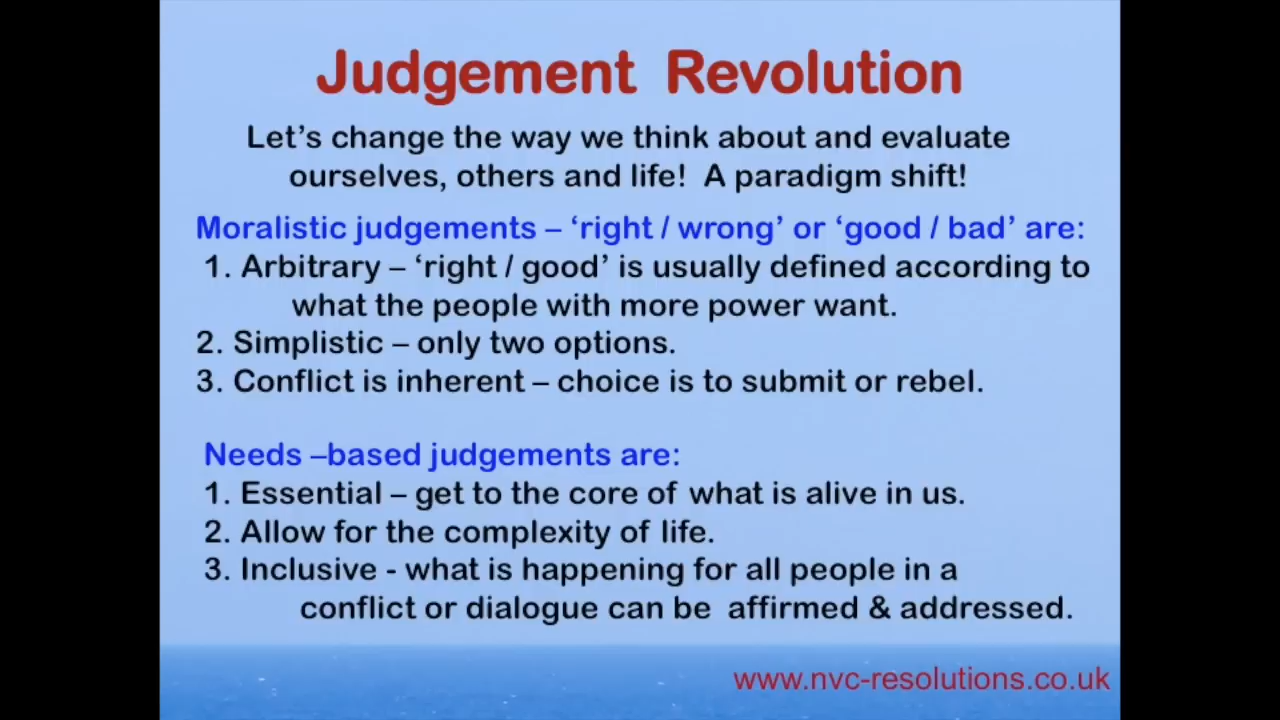 Judgement Revolution
Let’s change the way we think about and evaluate
ourselves, others and life! A paradigm shift!
Moralistic judgements – ‘right / wrong’ or ‘good / bad’ are:
1. Arbitrary – ‘right / good’ is usually defined according to
what the people with more power want.
2. Simplistic – only two options.
3. Conflict is inherent – choice is to submit or rebel.
Needs –based judgements are:
1. Essential – get to the core of what is alive in us.
2. Allow for the complexity of life.
3. Inclusive - what is happening for all people in a
conflict or dialogue can be affirmed & addressed.
www.nvc-resolutions.co.uk